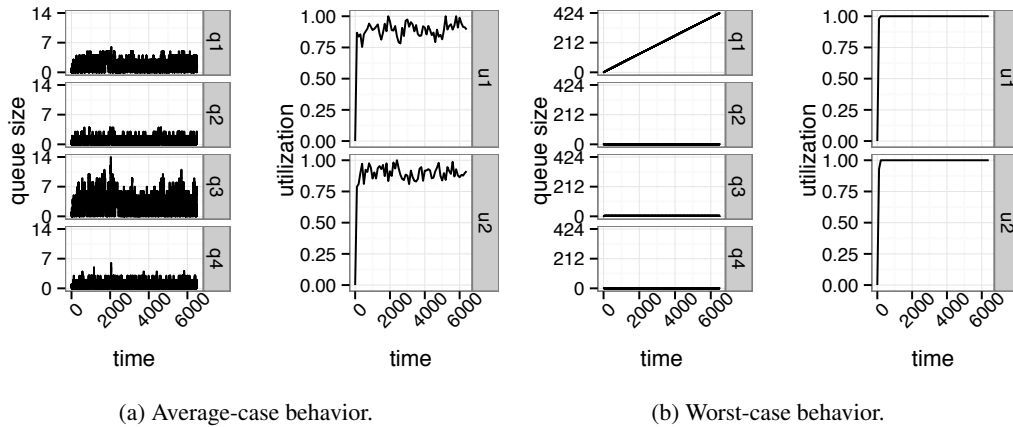 queue size
14
7
0
q1
14
7
0
q2
14
7
0
q3
14
7
0
q4
0
2000
4000
6000
time
utilization
1.00
0.75
0.50
0.25
0.00
u1
1.00
0.75
0.50
0.25
0.00
u2
0
2000
4000
6000
time
queue size
424
212
0
q1
424
212
0
q2
424
212
0
q3
424
212
0
q4
0
2000
4000
6000
time
utilization
1.00
0.75
0.50
0.25
0.00
u1
1.00
0.75
0.50
0.25
0.00
u2
0
2000
4000
6000
time
(a) Average-case behavior.
(b) Worst-case behavior.